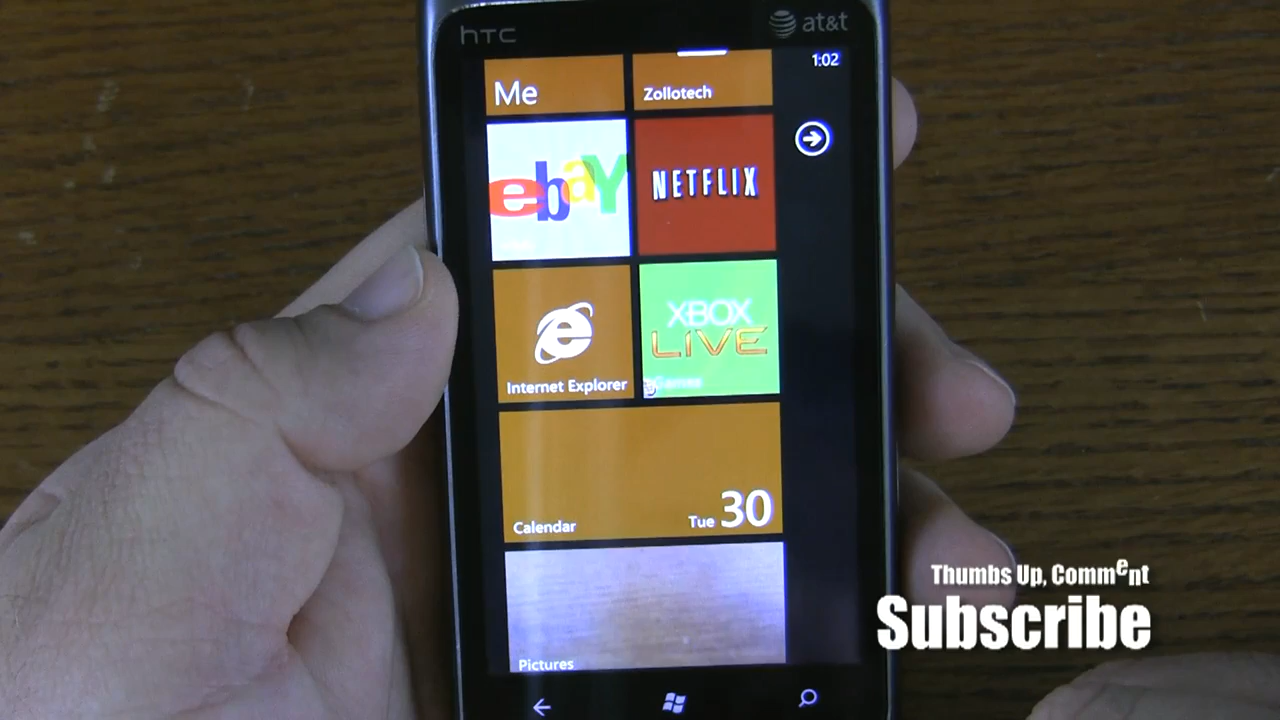 hTC
at&t
1:02
Me
Zollotech
ebaY
NETFLIX
XBOX
LIVE
Internet Explorer
Games
Calendar
Tue 30
Pictures
Thumbs Up, Comment
Subscribe